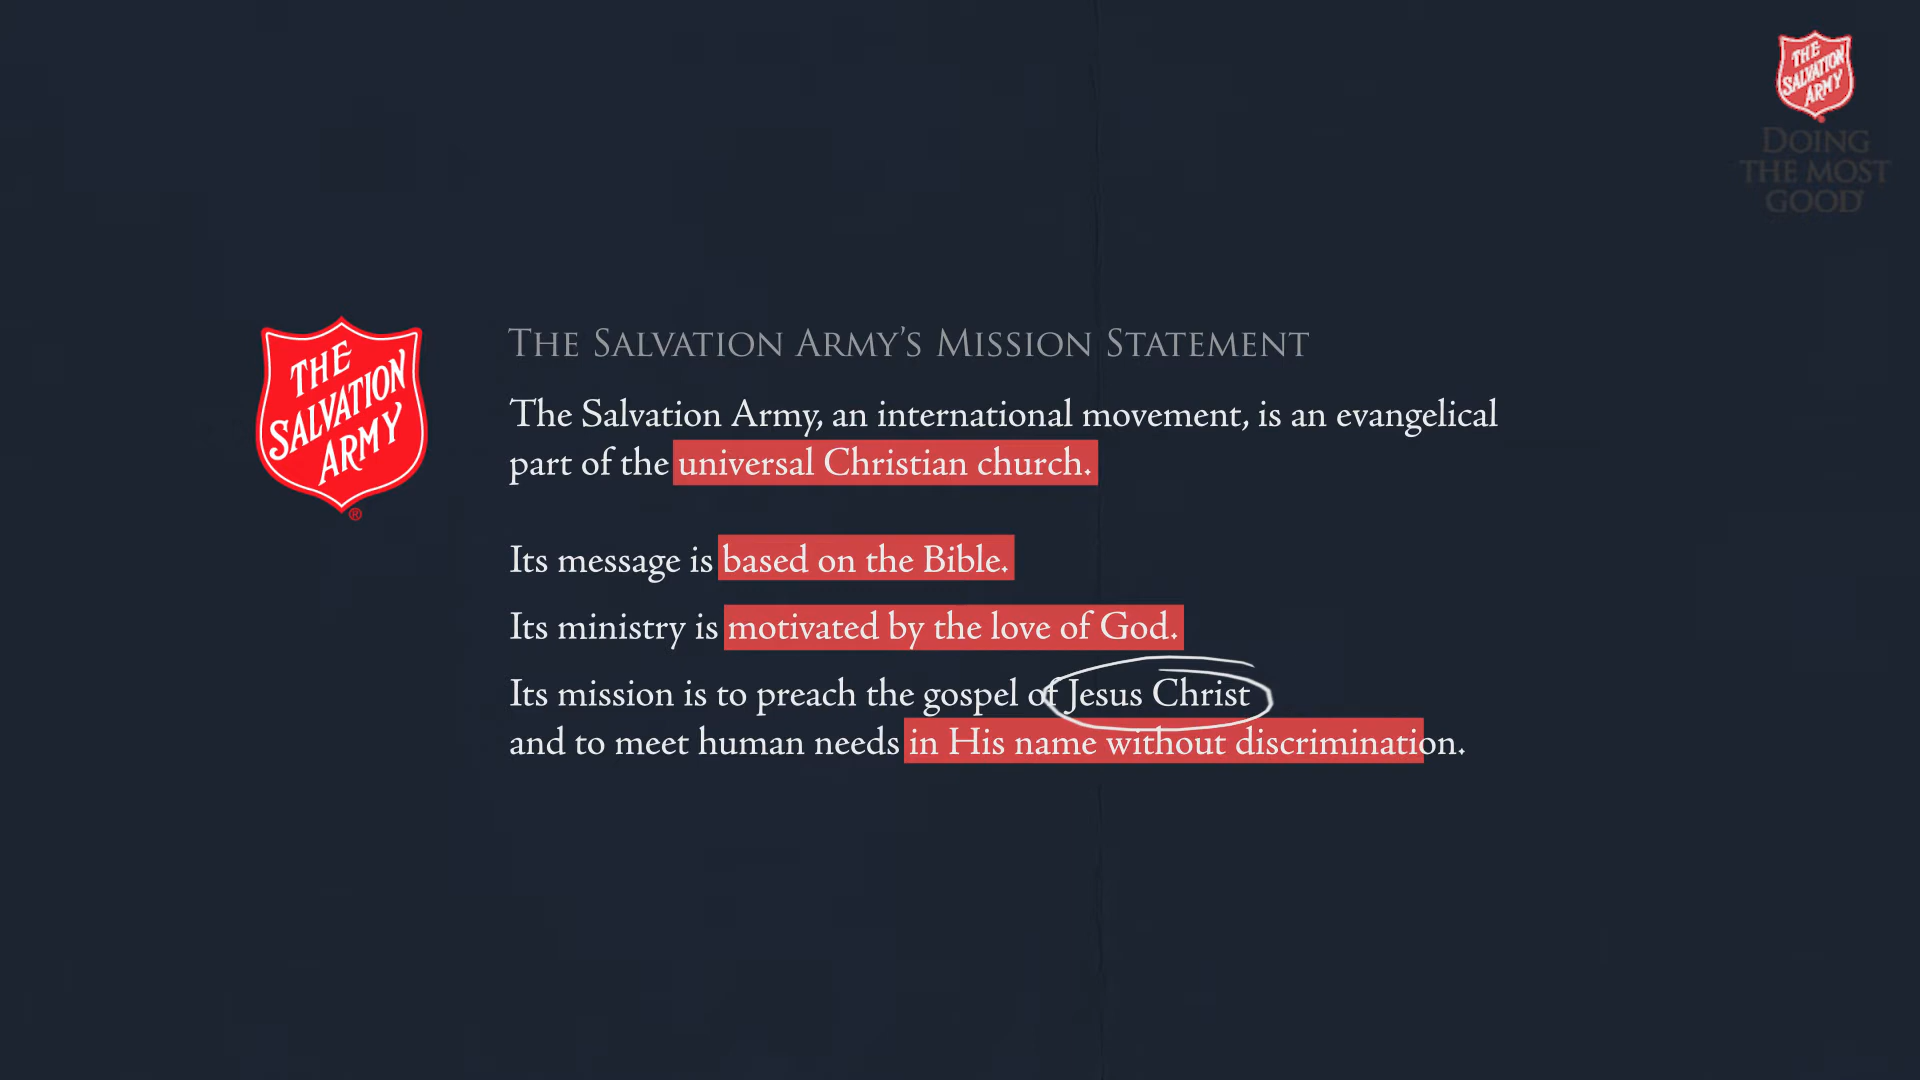 THE
SALVATION
ARMY
DOING
THE MOST
GOOD
THE
SALVATION
ARMY
®
THE SALVATION ARMY'S MISSION STATEMENT
The Salvation Army, an international movement, is an evangelical
part of the universal Christian church.
Its message is based on the Bible.
Its ministry is motivated by the love of God.
Its mission is to preach the gospel of Jesus Christ
and to meet human needs in His name without discrimination.